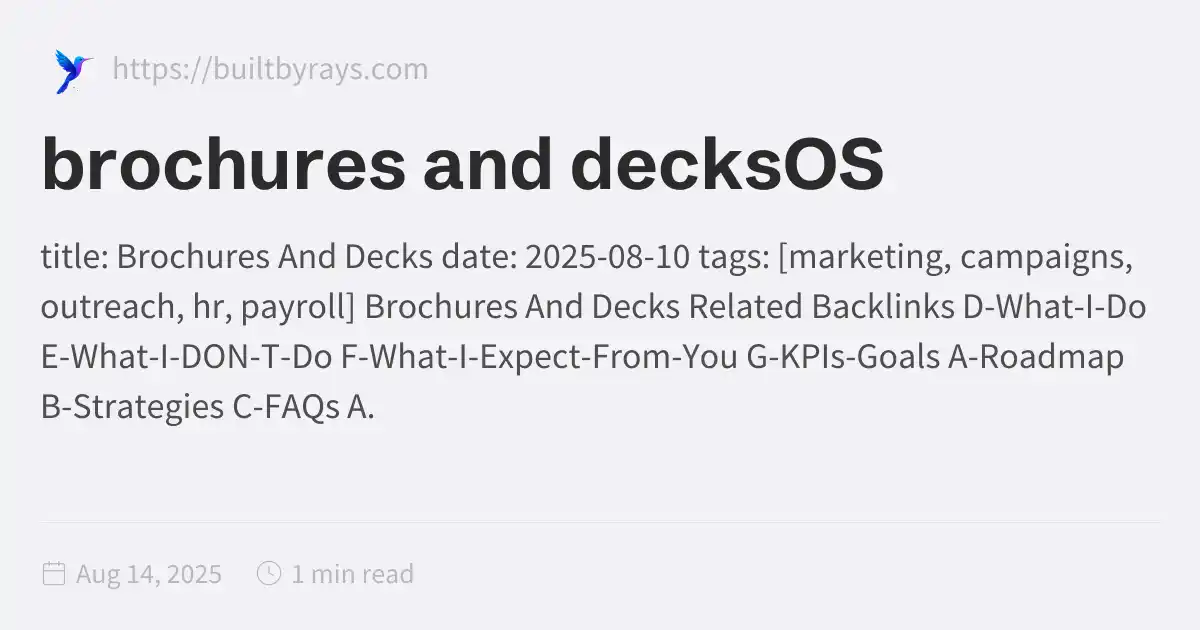 https://builtbyrays.com
brochures and decksOS
title: Brochures And Decks date: 2025-08-10 tags: [marketing, campaigns,
outreach, hr, payroll] Brochures And Decks Related Backlinks D-What-I-Do
E-What-I-DON-T-Do F-What-I-Expect-From-You G-KPIs-Goals A-Roadmap
B-Strategies C-FAQs A.
Aug 14, 2025 1 min read